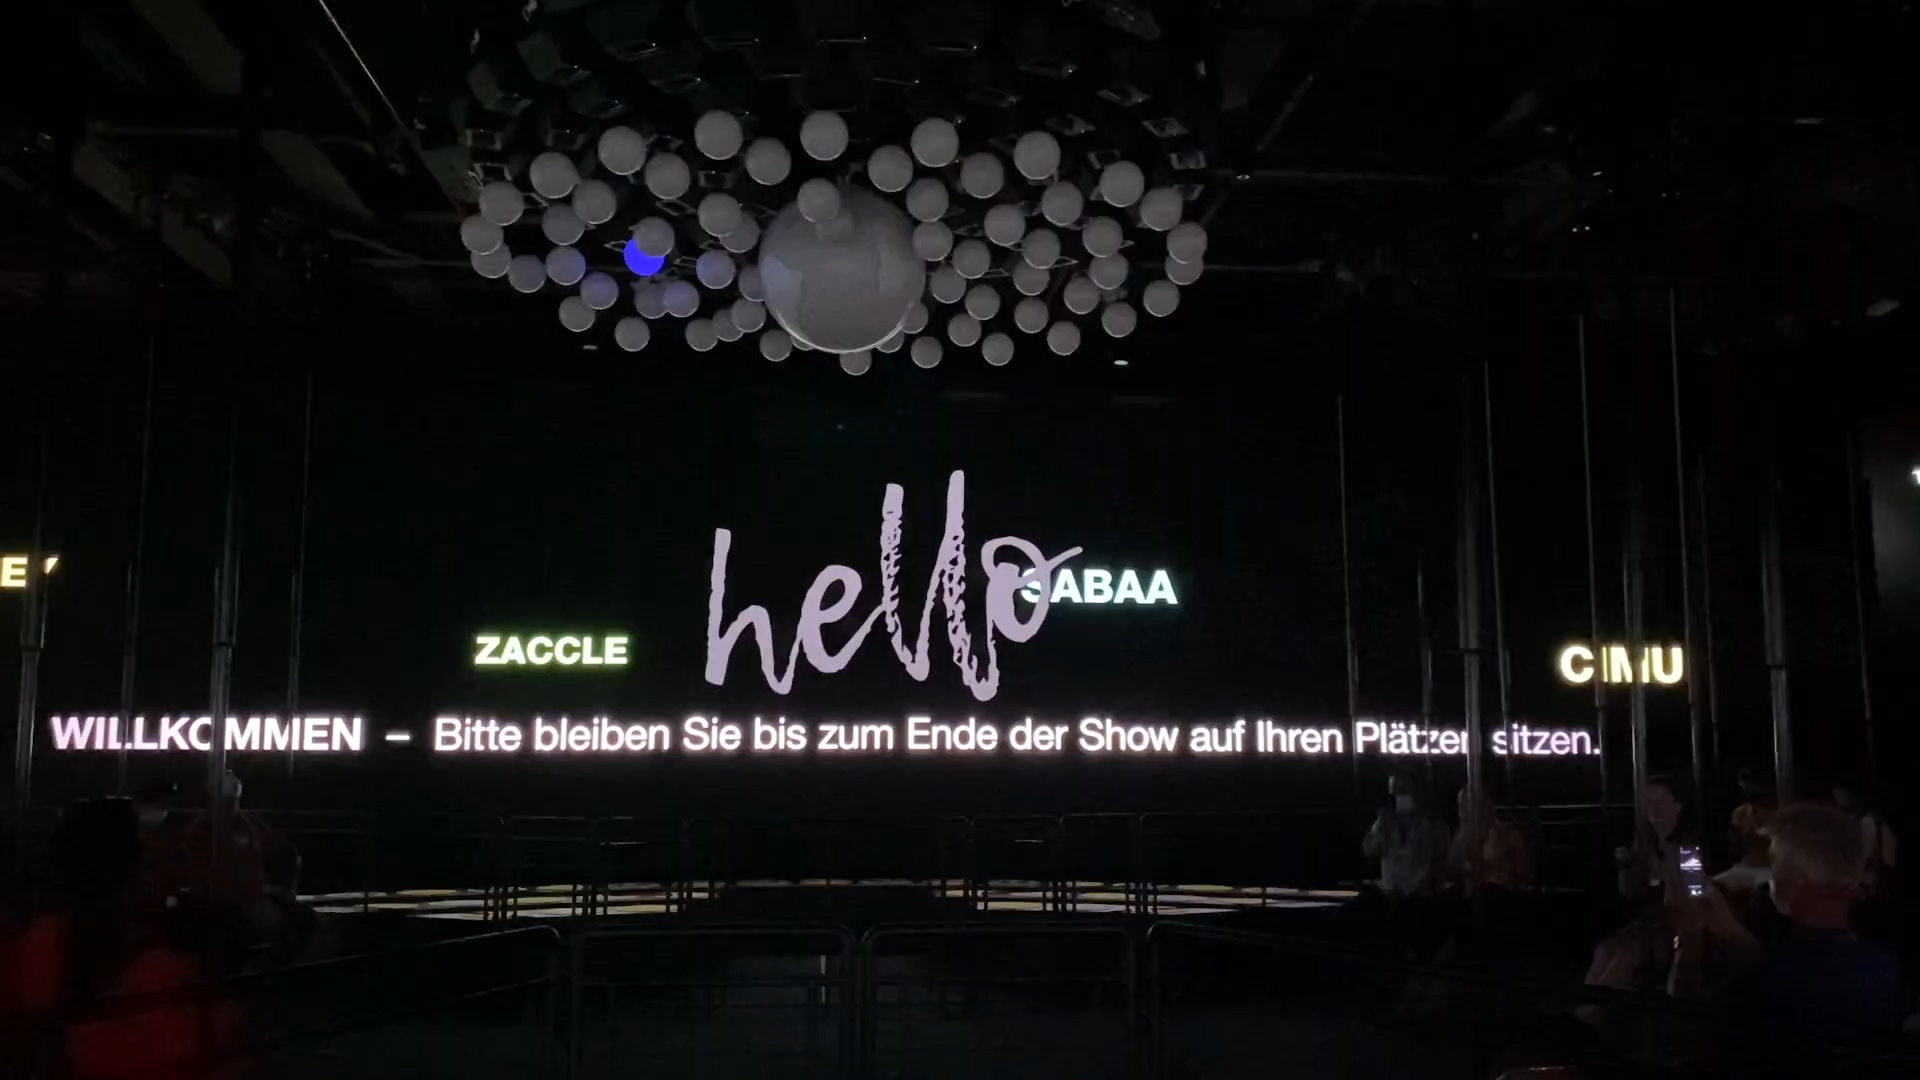 hello
SABAA
ZACCLE
CIMU
WILLKOMMEN – Bitte bleiben Sie bis zum Ende der Show auf Ihren Plätzen sitzen.